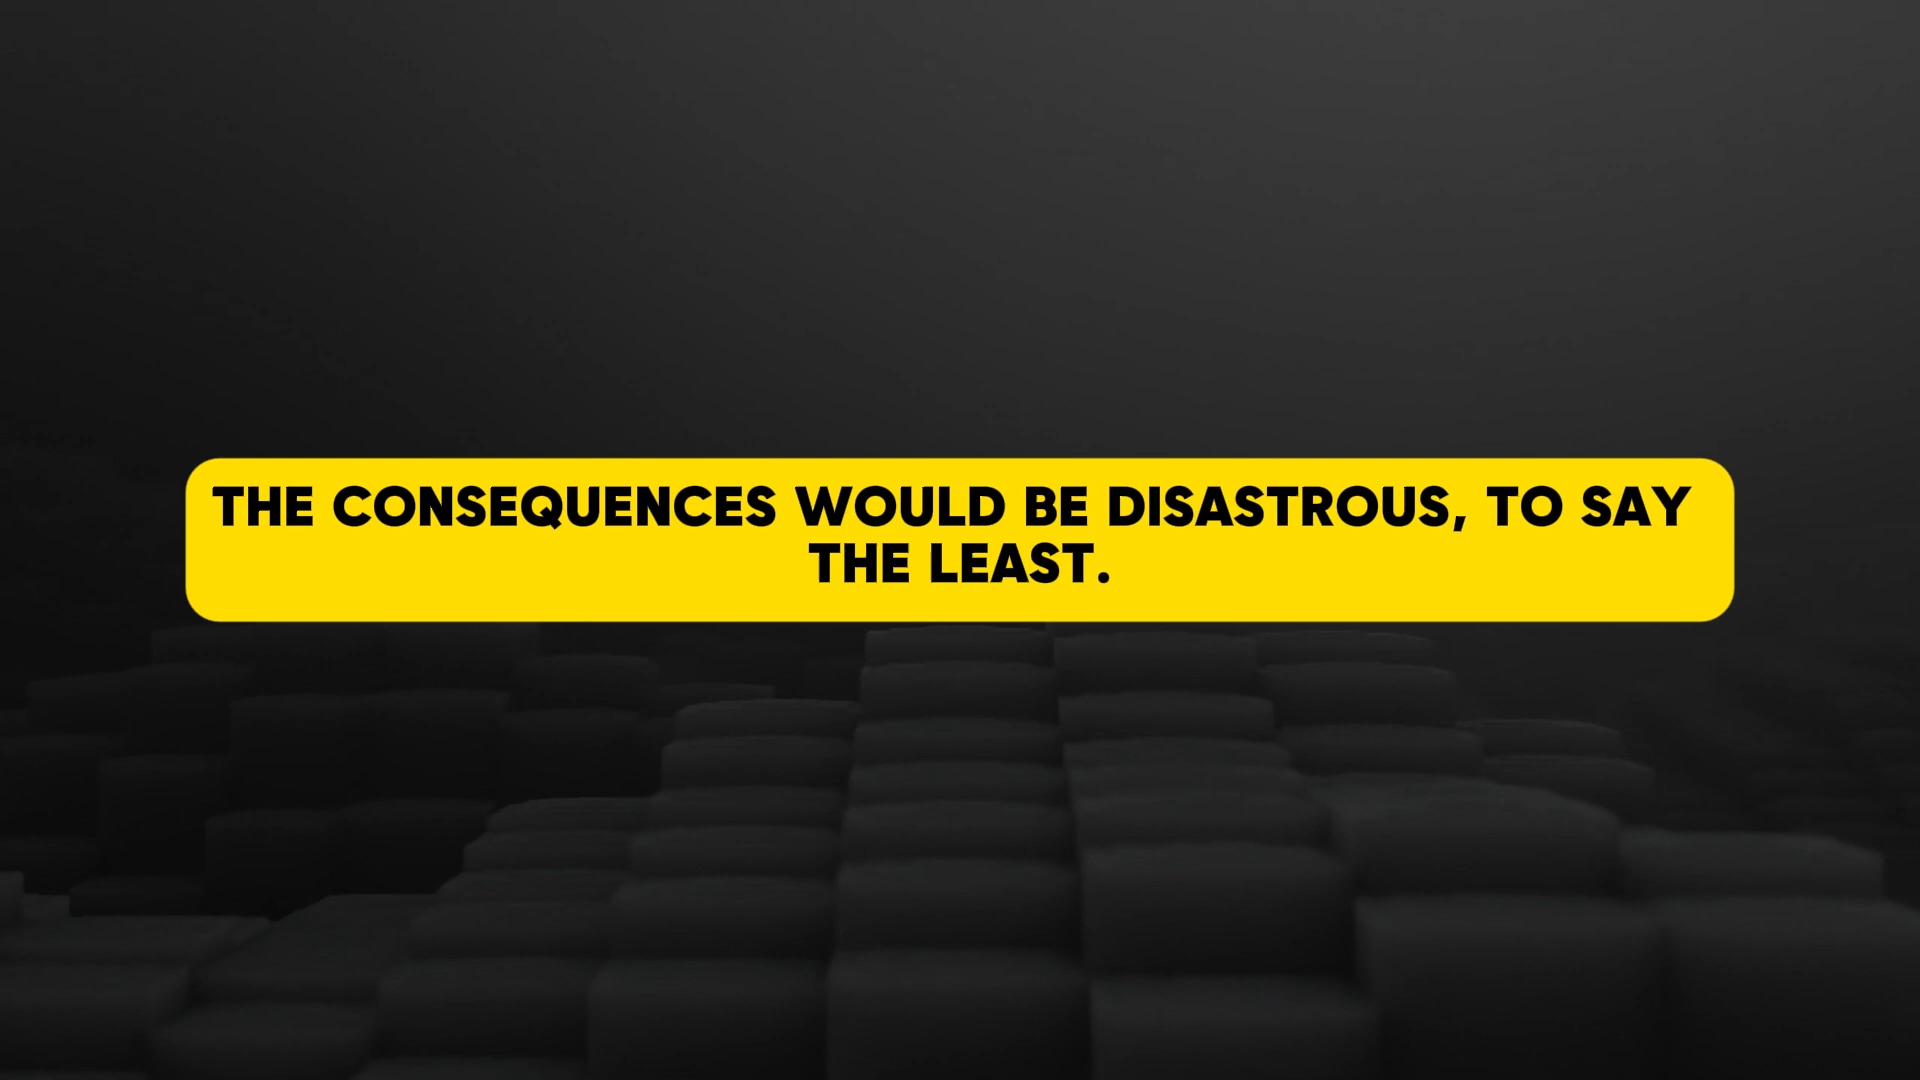 THE CONSEQUENCES WOULD BE DISASTROUS, TO SAY
THE LEAST.